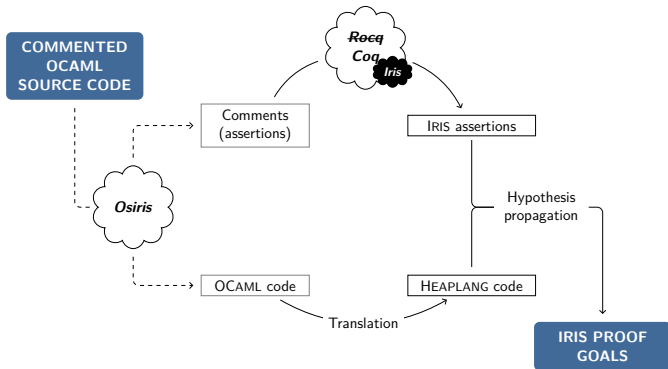 COMMENTED
OCAML
SOURCE CODE
Rocq
Coq
Iris
Comments
(assertions)
IRIS assertions
Osiris
Hypothesis
propagation
OCAML code
HEAPLANG code
Translation
IRIS PROOF
GOALS